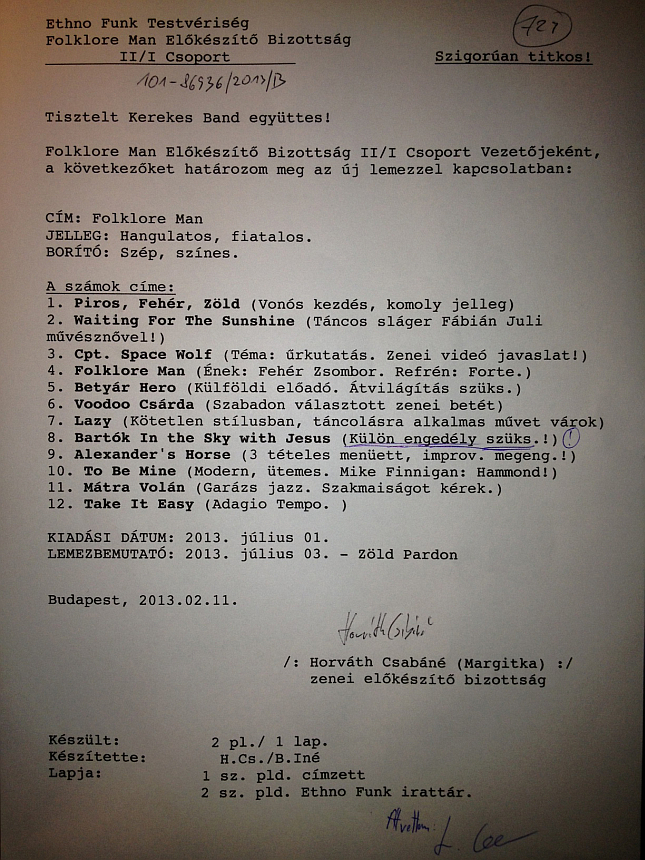 Ethno Funk Testvériség
Folklore Man Előkészítő Bizottság
II/I Csoport
Szigorúan titkos!
101-86936/2013/B
Tisztelt Kerekes Band együttes!
Folklore Man Előkészítő Bizottság II/I Csoport Vezetőjeként,
a következőket határozom meg az új lemezzel kapcsolatban:
CÍM: Folklore Man
JELLEG: Hangulatos, fiatalos.
BORÍTÓ: Szép, színes.
A számok címe:
1. Piros, Fehér, Zöld (Vonós kezdés, komoly jelleg)
2. Waiting For The Sunshine (Táncos sláger Fábián Juli
művésznővel!)
3. Cpt. Space Wolf (Téma: űrkutatás. Zenei videó javaslat!)
4. Folklore Man (Ének: Fehér Zsombor. Refrén: Forte.)
5. Betyár Hero (Külföldi előadó. Átvilágítás szüks.)
6. Voodoo Csárda (Szabadon választott zenei betét)
7. Lazy (Kötetlen stílusban, táncolásra alkalmas művet várok)
8. Bartók In the Sky with Jesus (Külön engedély szüks.!) !
9. Alexander's Horse (3 tételes menüett, improv. megeng.!)
10. To Be Mine (Modern, ütemes. Mike Finnigan: Hammond!)
11. Mátra Volán (Garázs jazz. Szakmaiságot kérek.)
12. Take It Easy (Adagio Tempo. )
KIADÁSI DÁTUM: 2013. július 01.
LEMEZBEMUTATÓ: 2013. július 03. - Zöld Pardon
Budapest, 2013.02.11.
/: Horváth Csabáné (Margitka) :/
zenei előkészítő bizottság
Készült: 2 pl./ 1 lap.
Készítette: H.Cs./B.Iné
Lapja: 1 sz. pld. címzett
2 sz. pld. Ethno Funk irattár.